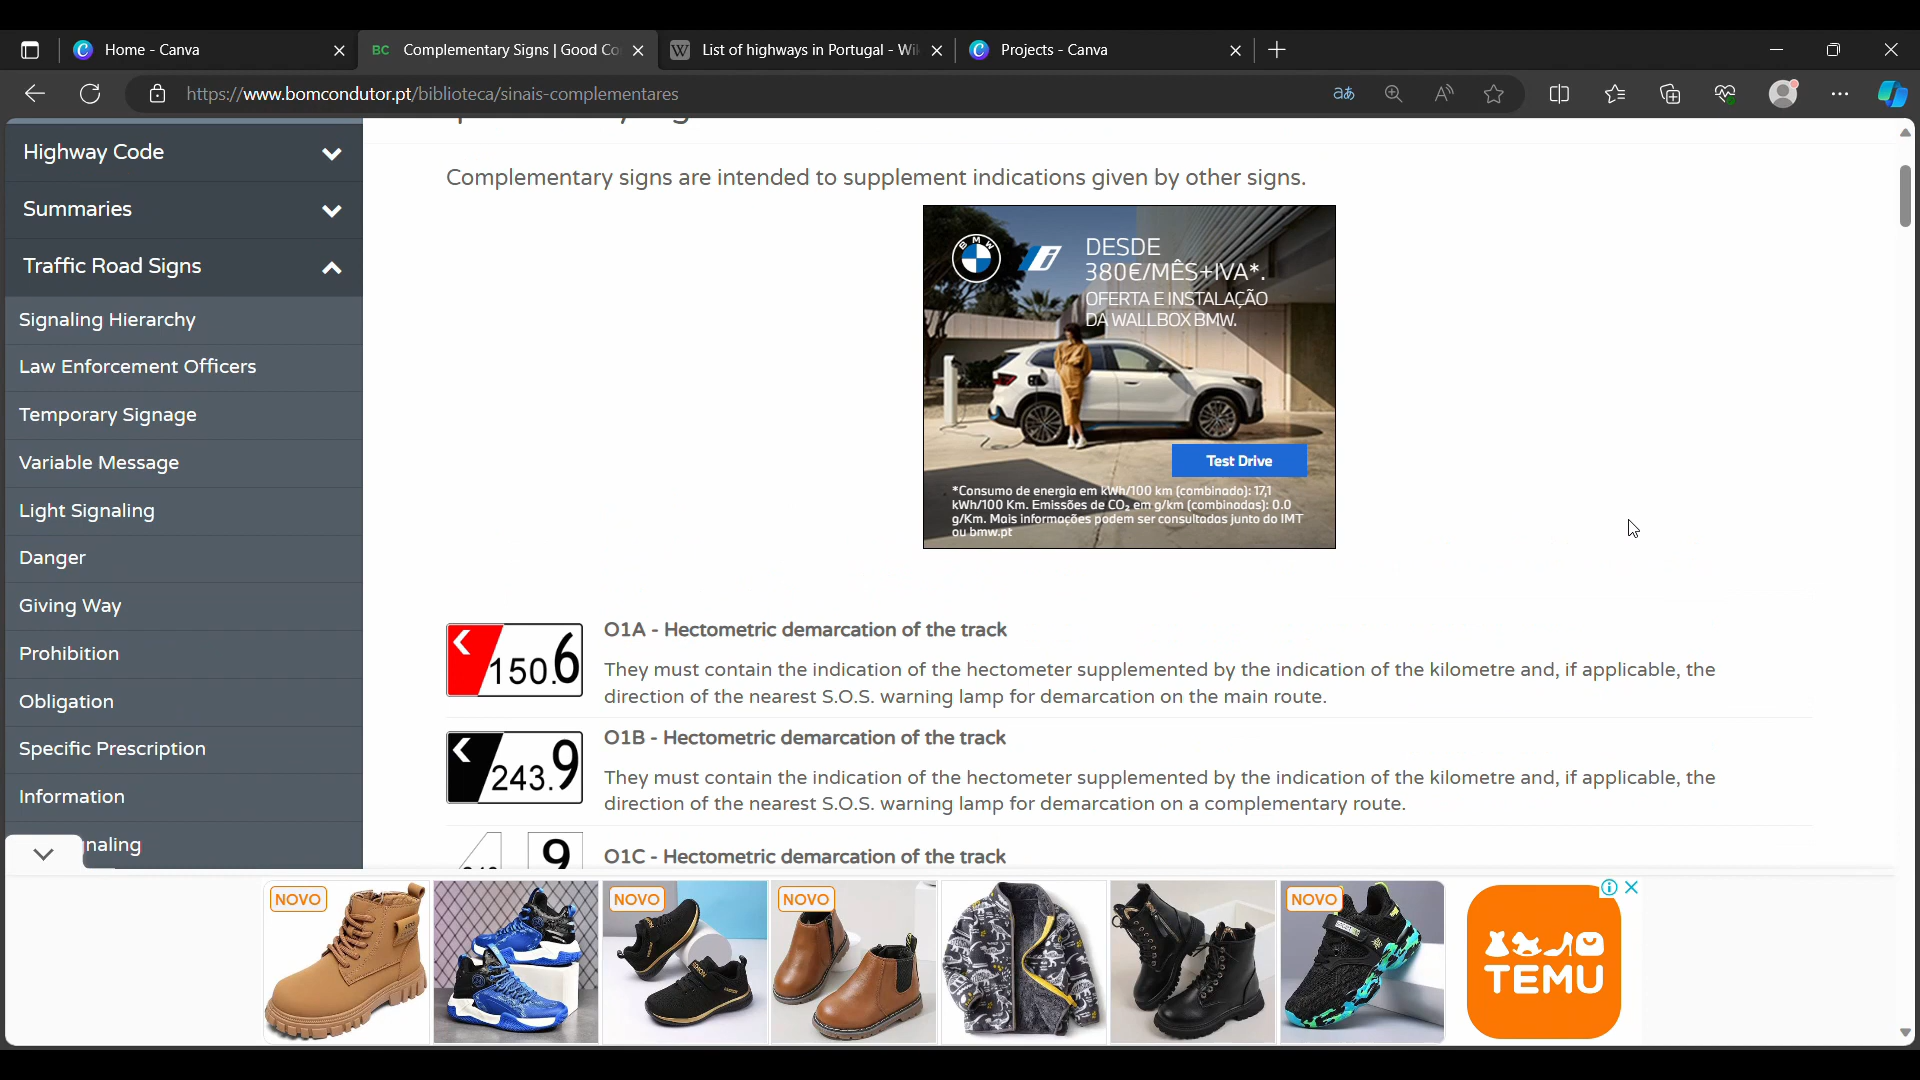 Home - Canva
BC Complementary Signs | Good Co
W List of highways in Portugal - Wi
Projects - Canva
https://www.bomcondutor.pt/biblioteca/sinais-complementares
Highway Code
Summaries
Traffic Road Signs
Signaling Hierarchy
Law Enforcement Officers
Temporary Signage
Variable Message
Light Signaling
Danger
Giving Way
Prohibition
Obligation
Specific Prescription
Information
naling
Complementary signs are intended to supplement indications given by other signs.
BMW
i
DESDE
380€/MÊS+IVA*.
OFERTA E INSTALAÇÃO
DA WALLBOX BMW.
Test Drive
*Consumo de energia em kWh/100 km (combinado): 17,1
kWh/100 Km. Emissões de CO₂ em g/km (combinadas): 0.0
g/Km. Mais informações podem ser consultadas junto do IMT
ou bmw.pt
150.6
O1A - Hectometric demarcation of the track
They must contain the indication of the hectometer supplemented by the indication of the kilometre and, if applicable, the
direction of the nearest S.O.S. warning lamp for demarcation on the main route.
243.9
O1B - Hectometric demarcation of the track
They must contain the indication of the hectometer supplemented by the indication of the kilometre and, if applicable, the
direction of the nearest S.O.S. warning lamp for demarcation on a complementary route.
9
O1C - Hectometric demarcation of the track
NOVO
NOVO
NOVO
NOVO
TEMU